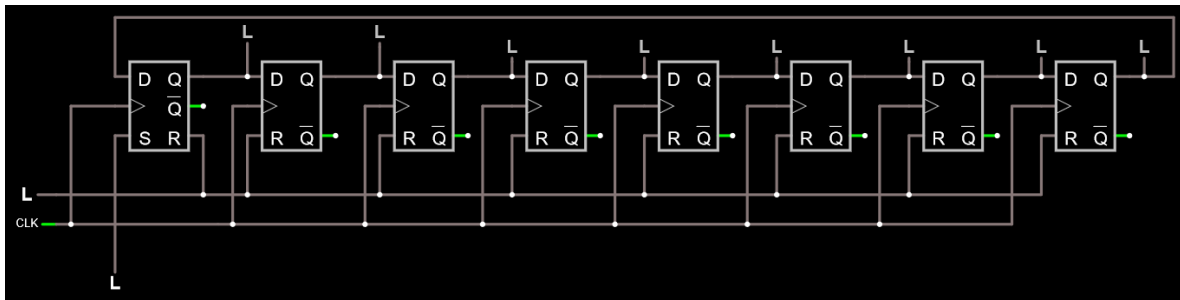 L L L L L L L L
D Q D Q D Q D Q D Q D Q D Q D Q
Q
S R R Q R Q R Q R Q R Q R Q R Q
L
CLK
L